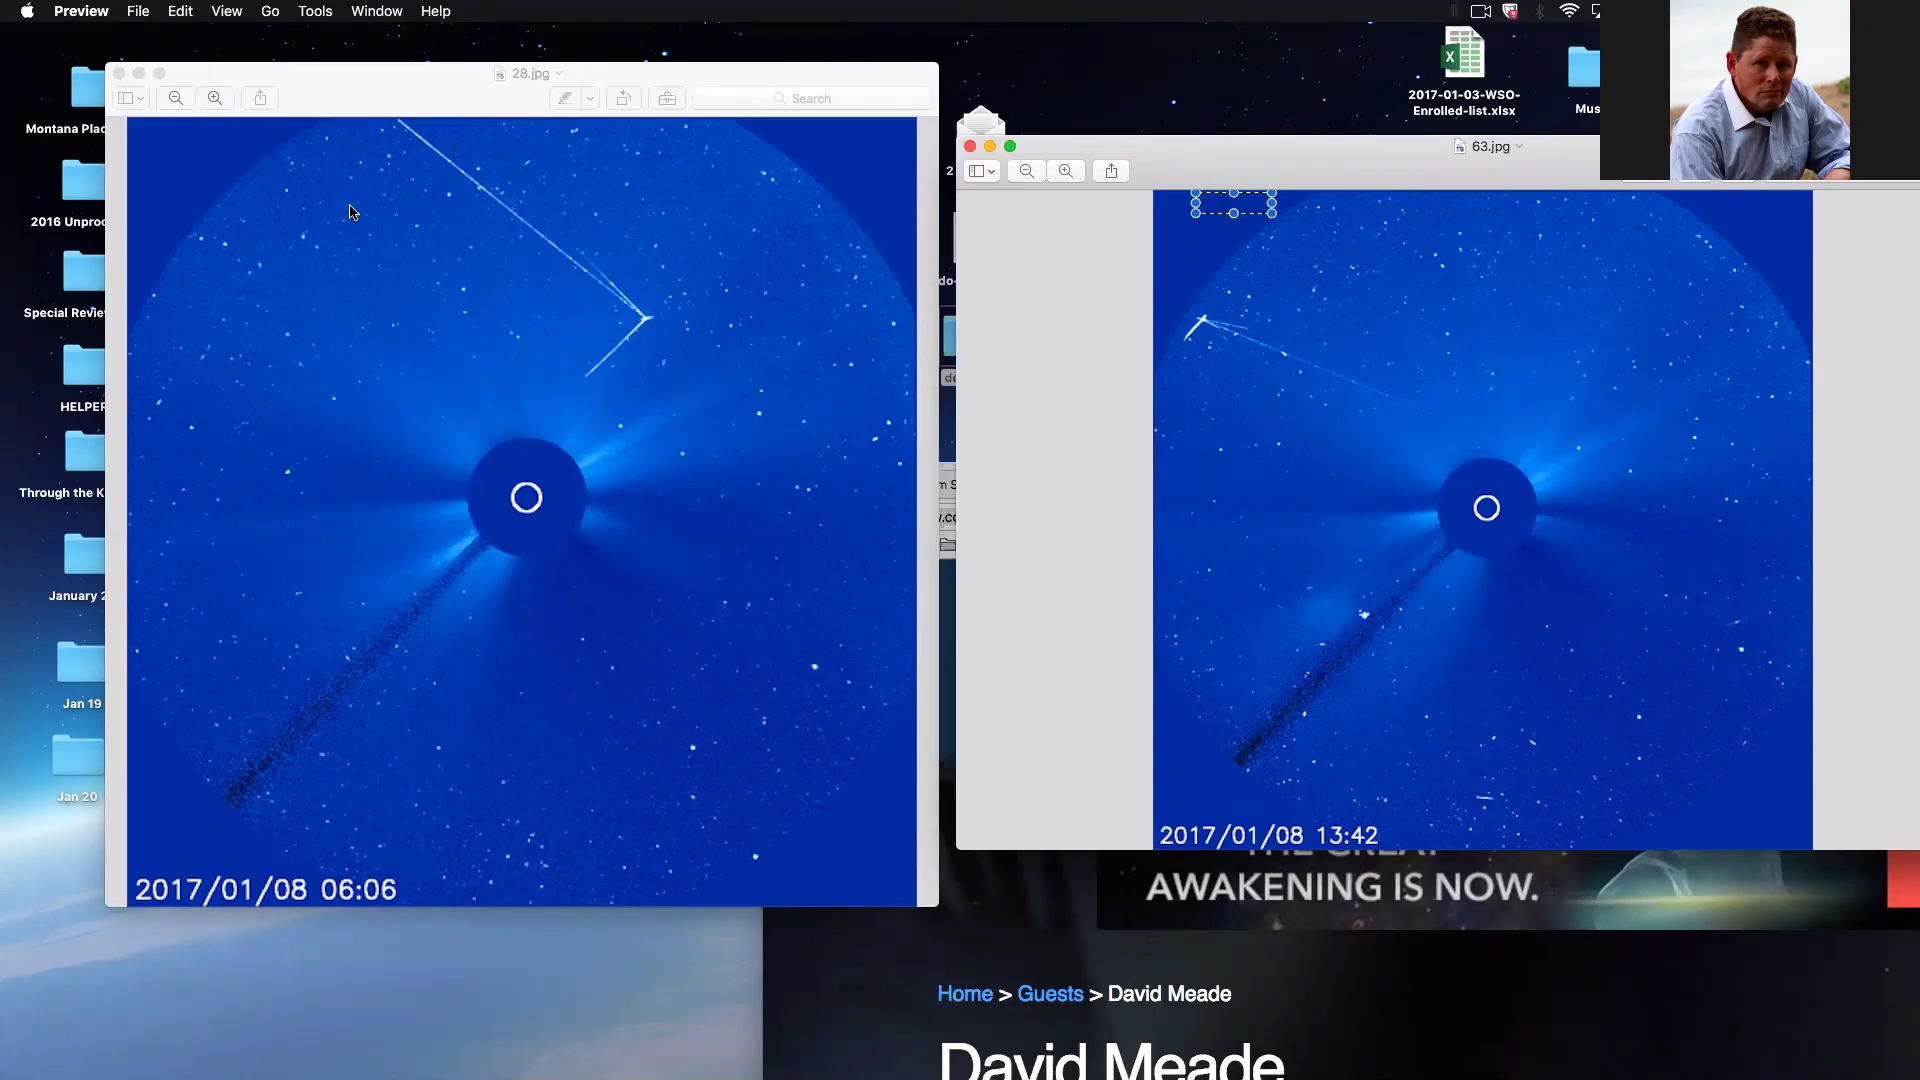 Preview File Edit View Go Tools Window Help
28.jpg
Search
Montana Plac
2016 Unproc
Special Revie
HELPER
Through the K
January 2
Jan 19
Jan 20
2017/01/08 06:06
2017-01-03-WSO-
Enrolled-list.xlsx
Mus
63.jpg
2017/01/08 13:42
AWAKENING IS NOW.
Home > Guests > David Meade
David Meade